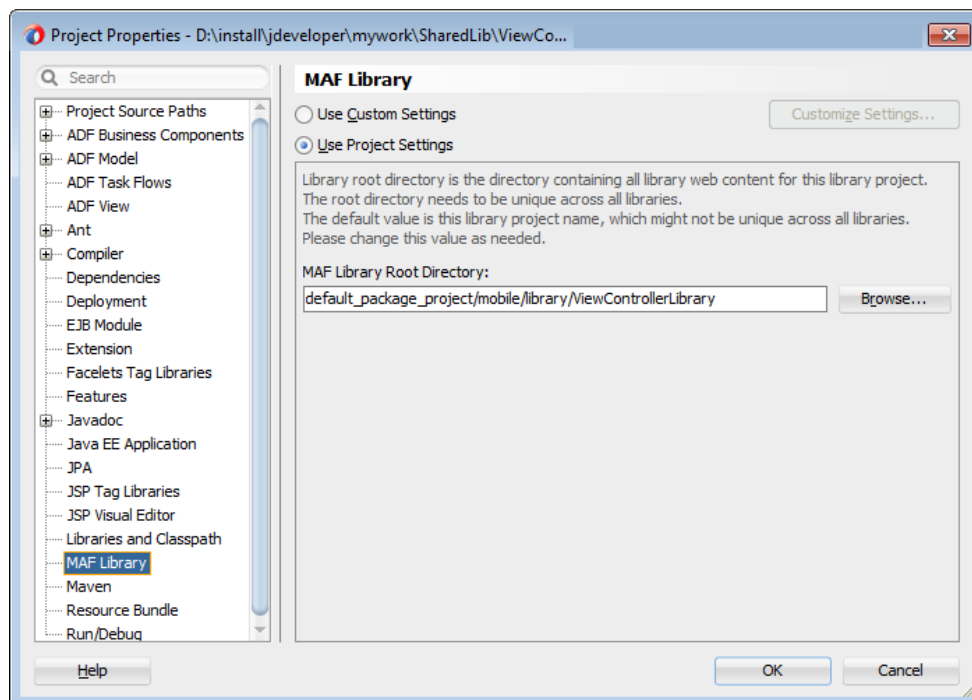 Project Properties - D:\install\jdeveloper\mywork\SharedLib\ViewCo...
Search
Project Source Paths
ADF Business Components
ADF Model
ADF Task Flows
ADF View
Ant
Compiler
Dependencies
Deployment
EJB Module
Extension
Facelets Tag Libraries
Features
Javadoc
Java EE Application
JPA
JSP Tag Libraries
JSP Visual Editor
Libraries and Classpath
MAF Library
Maven
Resource Bundle
Run/Debug
MAF Library
Use Custom Settings
Customize Settings...
Use Project Settings
Library root directory is the directory containing all library web content for this library project.
The root directory needs to be unique across all libraries.
The default value is this library project name, which might not be unique across all libraries.
Please change this value as needed.
MAF Library Root Directory:
default_package_project/mobile/library/ViewControllerLibrary
Browse...
Help
OK
Cancel